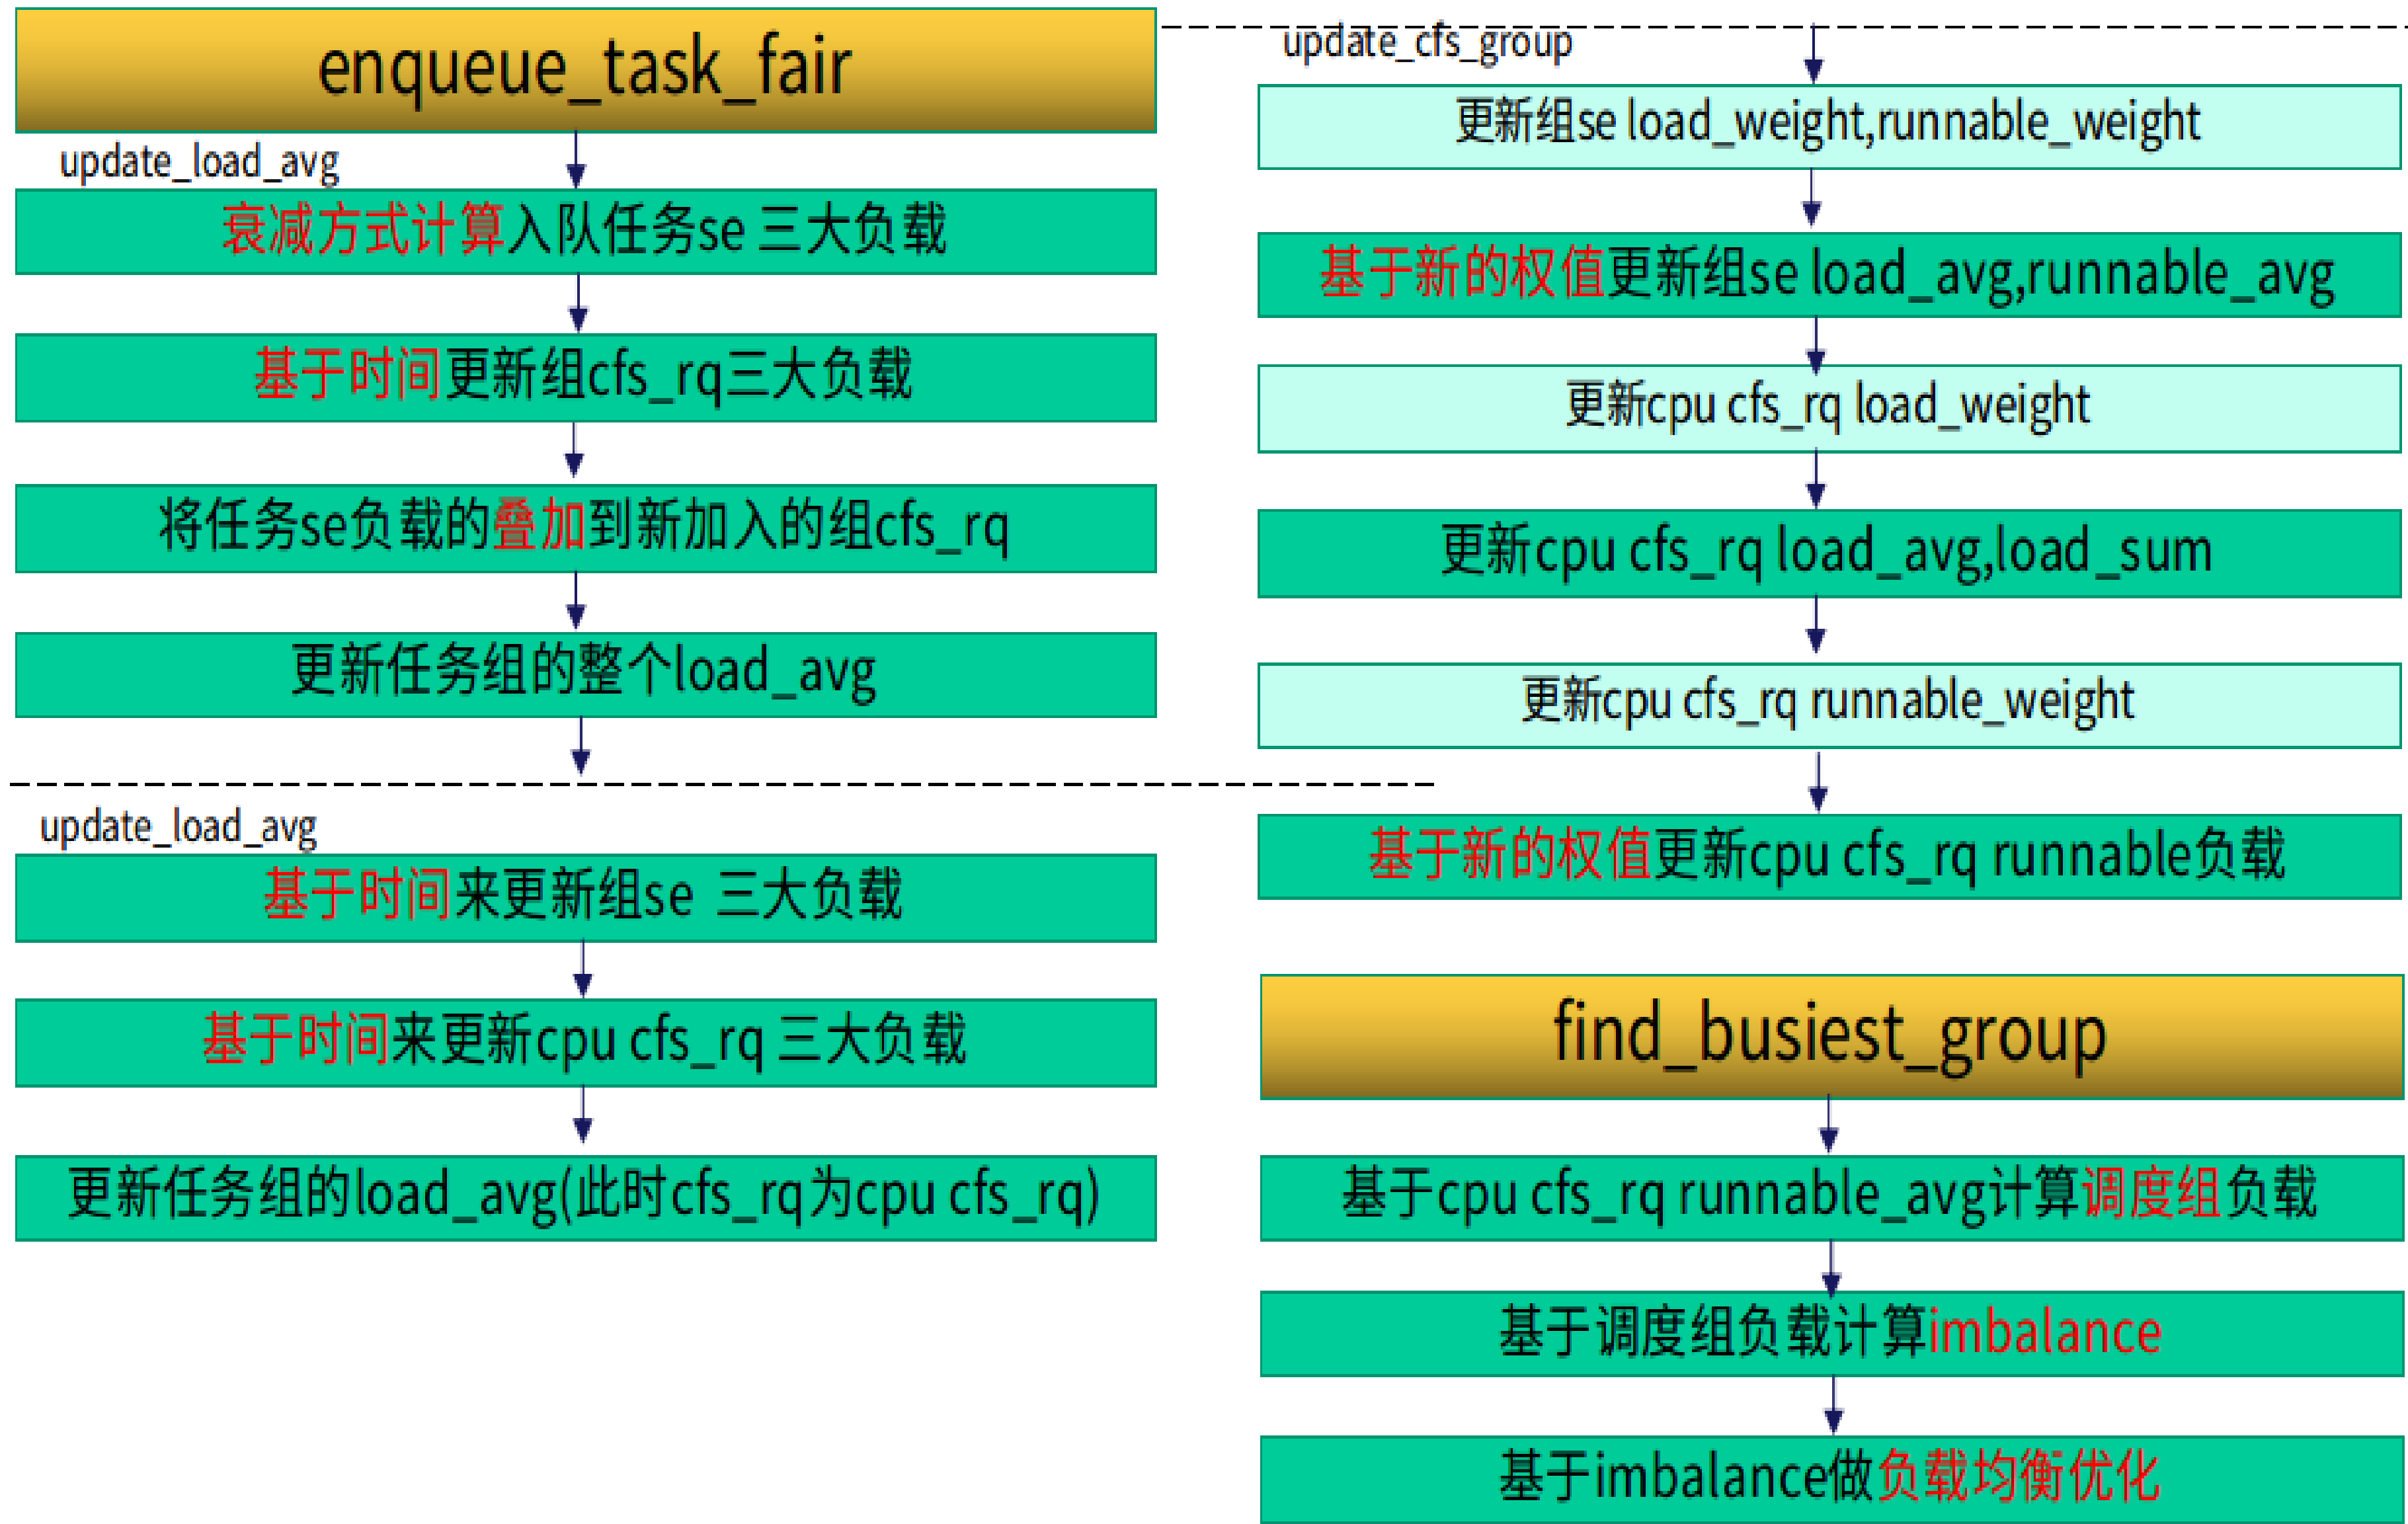 enqueue_task_fair
update_load_avg
衰减方式计算入队任务se 三大负载
基于时间更新组cfs_rq三大负载
将任务se负载的叠加到新加入的组cfs_rq
更新任务组的整个load_avg
update_load_avg
基于时间来更新组se 三大负载
基于时间来更新cpu cfs_rq 三大负载
更新任务组的load_avg(此时cfs_rq为cpu cfs_rq)
update_cfs_group
更新组se load_weight,runnable_weight
基于新的权值更新组se load_avg,runnable_avg
更新cpu cfs_rq load_weight
更新cpu cfs_rq load_avg,load_sum
更新cpu cfs_rq runnable_weight
基于新的权值更新cpu cfs_rq runnable负载
find_busiest_group
基于cpu cfs_rq runnable_avg计算调度组负载
基于调度组负载计算imbalance
基于imbalance做负载均衡优化